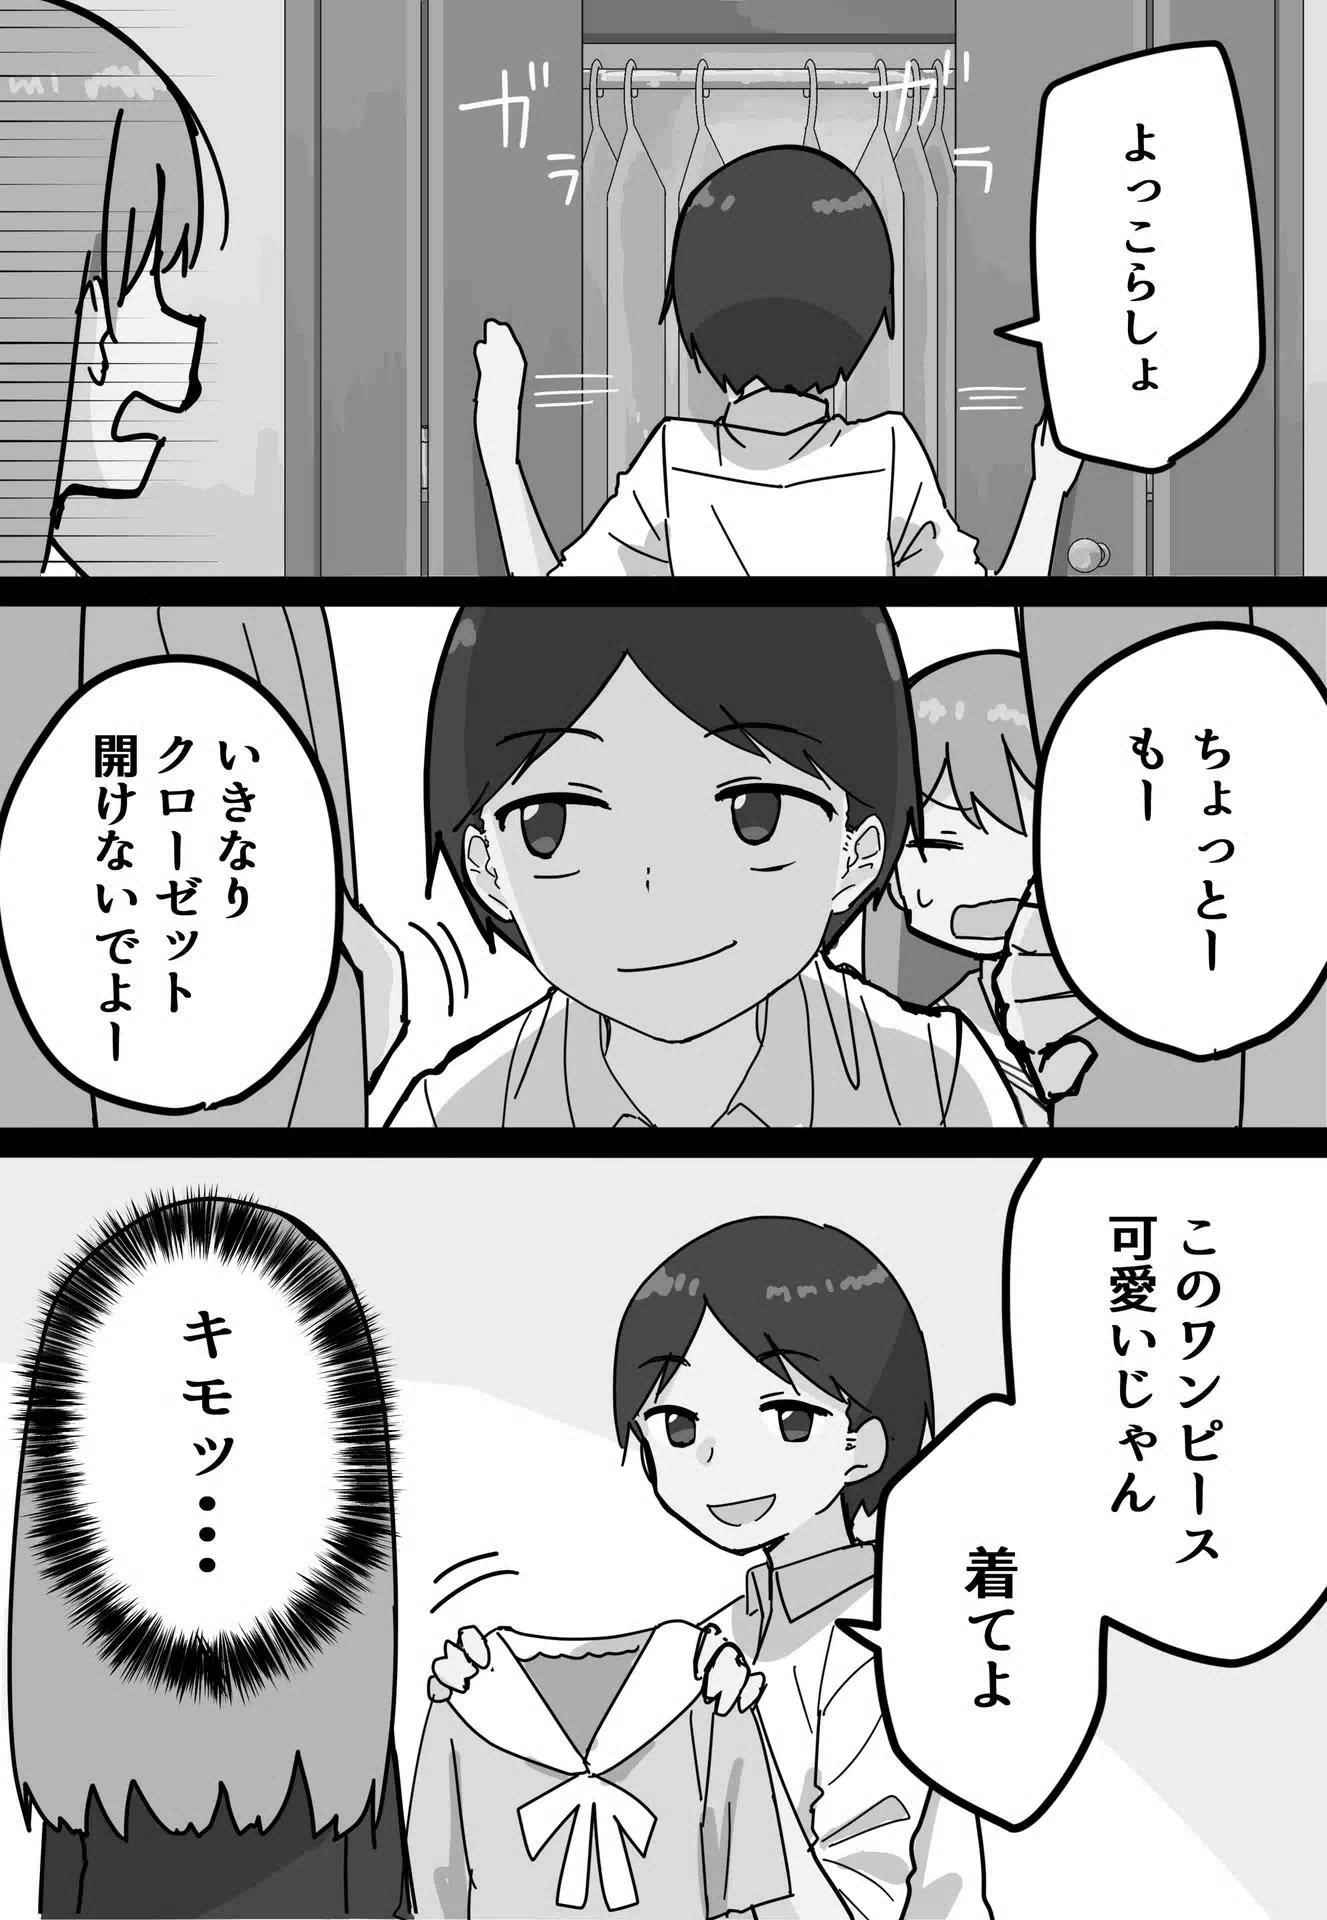 よっこらしょ
ガラ
ガラ
ちょっとー
もー
いきなり
クローゼット
開けないでよー
このワンピース
可愛いじゃん
着てよ
キモッ・・・